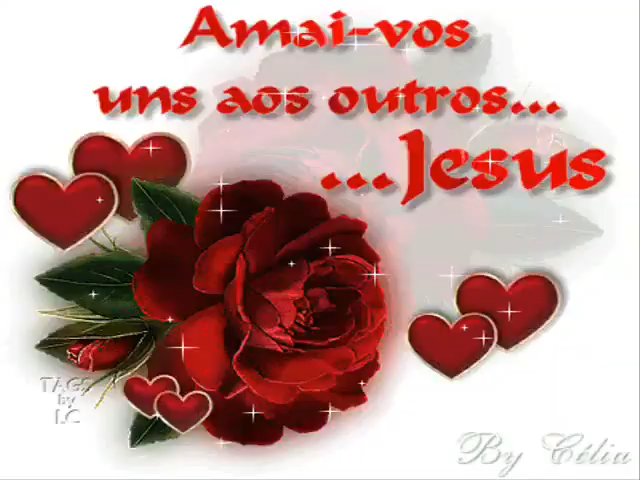 Amai-vos
uns aos outros...
...Jesus
TAGS
by
LC
By Célia